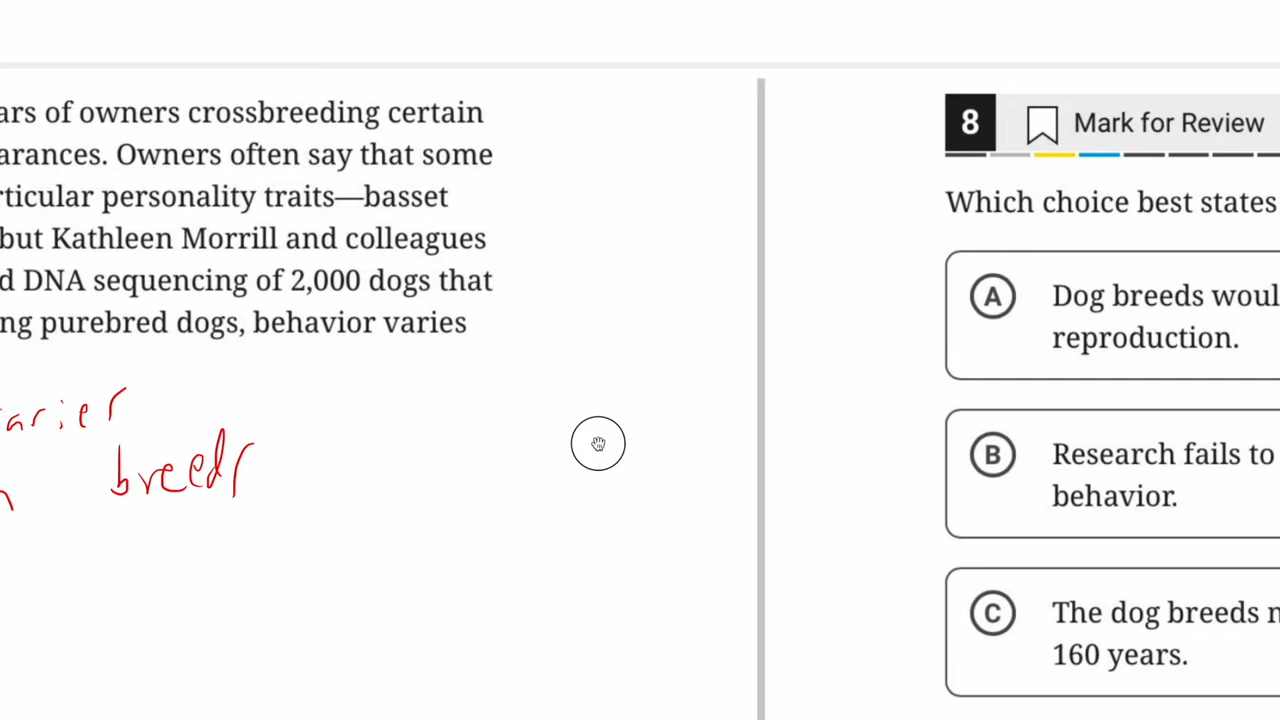 ars of owners crossbreeding certain
arances. Owners often say that some
rticular personality traits—basset
but Kathleen Morrill and colleagues
d DNA sequencing of 2,000 dogs that
ng purebred dogs, behavior varies
aries
n breeds
8 Mark for Review
Which choice best states
A Dog breeds woul
reproduction.
B Research fails to
behavior.
C The dog breeds m
160 years.